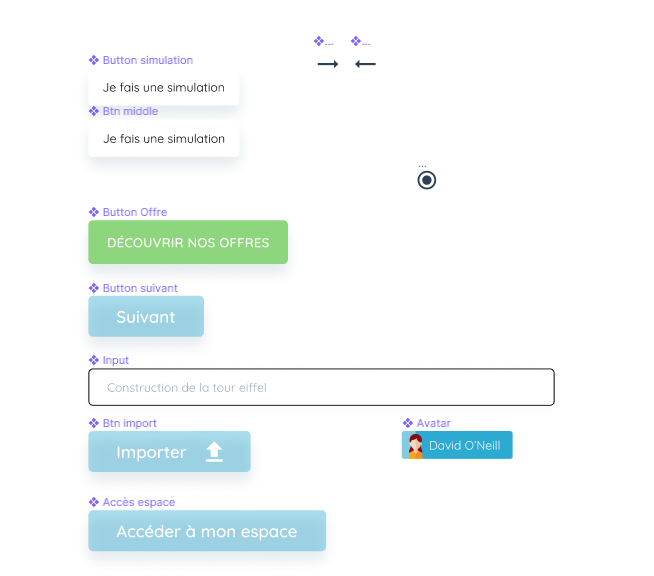 ... ...
Button simulation
Je fais une simulation
Btn middle
Je fais une simulation
...
Button Offre
DÉCOUVRIR NOS OFFRES
Button suivant
Suivant
Input
Construction de la tour eiffel
Btn import
Avatar
Importer
David O'Neill
Accès espace
Accéder à mon espace